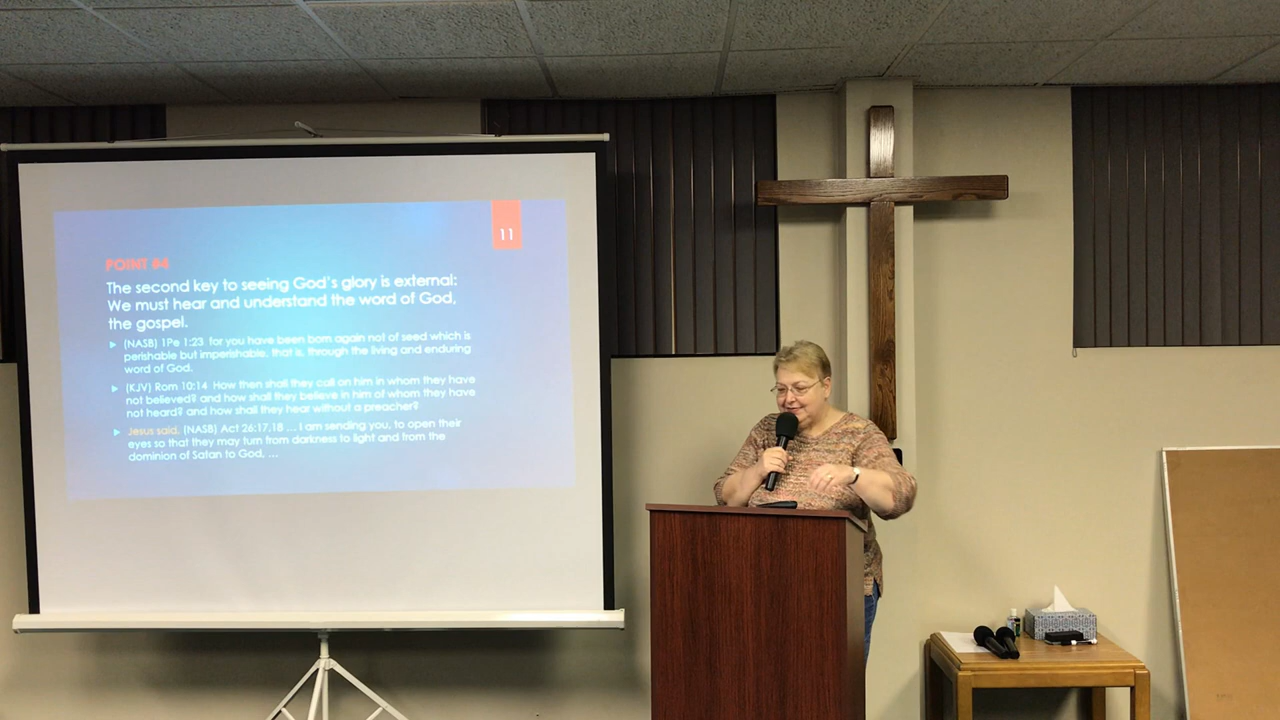 11
POINT #4
The second key to seeing God's glory is external:
We must hear and understand the word of God,
the gospel.
(NASB) 1Pe 1:23 for you have been born again not of seed which is
perishable but imperishable, that is, through the living and enduring
word of God.
(KJV) Rom 10:14 How then shall they call on him in whom they have
not believed? and how shall they believe in him of whom they have
not heard? and how shall they hear without a preacher?
Jesus said, (NASB) Act 26:17,18 ... I am sending you, to open their
eyes so that they may turn from darkness to light and from the
dominion of Satan to God, ...